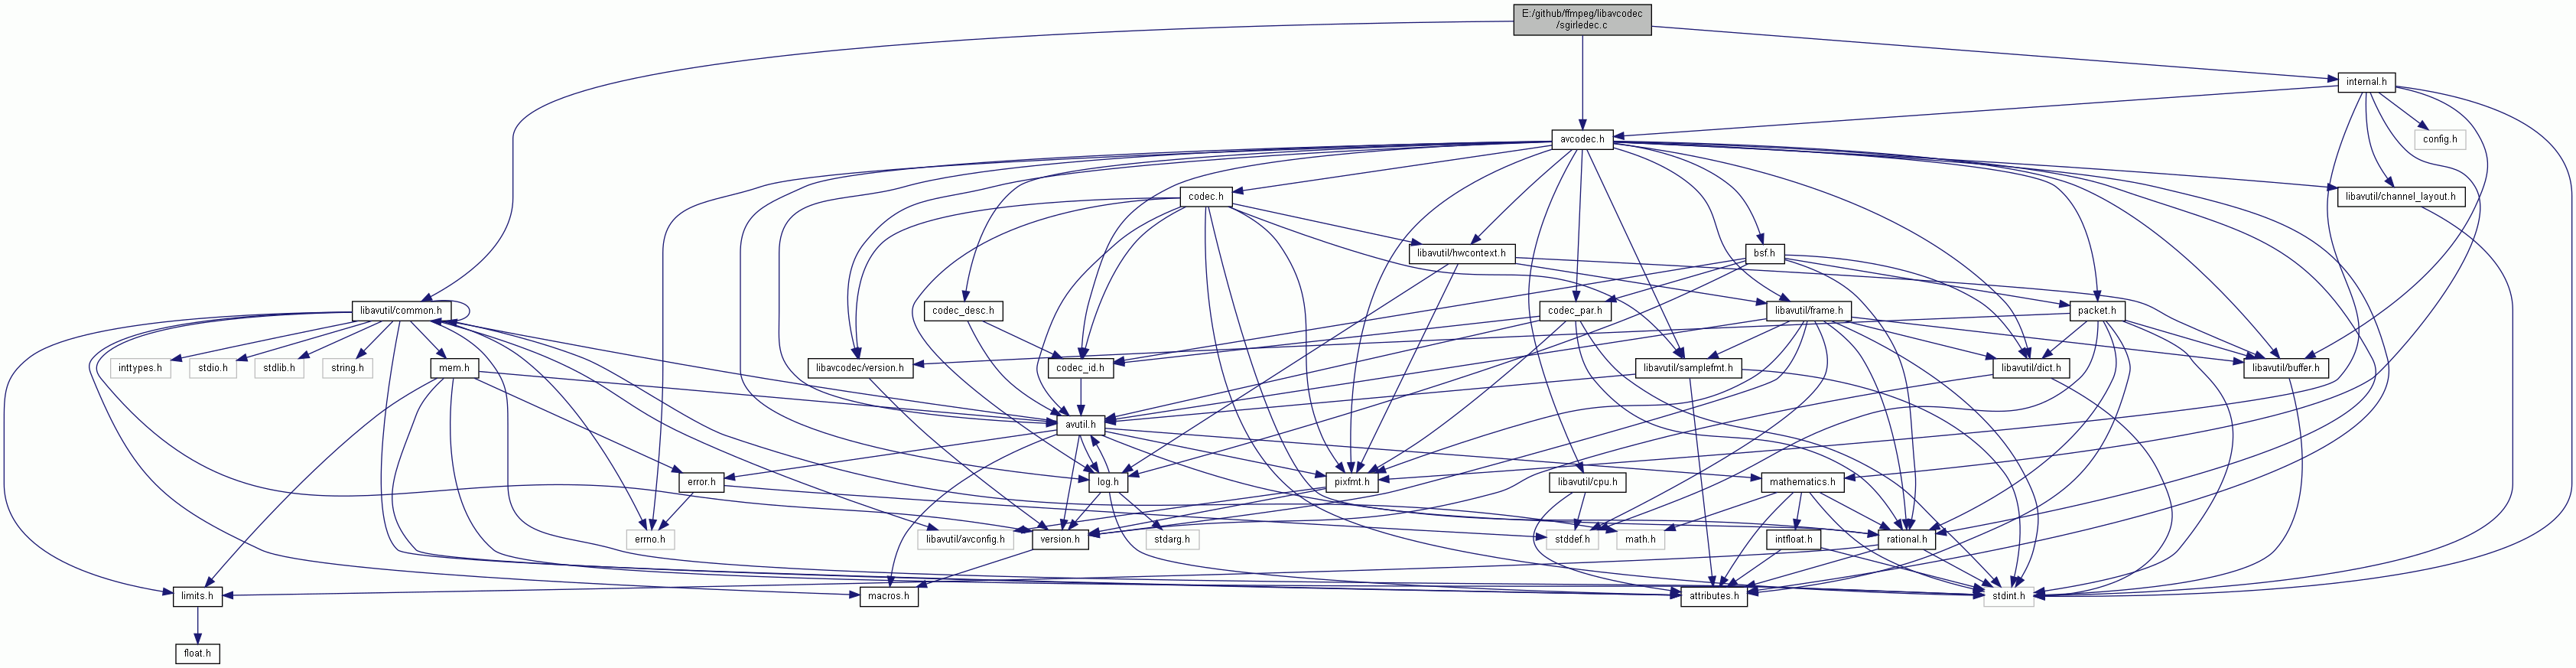 E:/github/ffmpeg/libavcodec
/sgirledec.c
internal.h
avcodec.h
config.h
codec.h
libavutil/channel_layout.h
libavutil/hwcontext.h
bsf.h
libavutil/common.h
codec_desc.h
codec_par.h
libavutil/frame.h
packet.h
inttypes.h
stdio.h
stdlib.h
string.h
mem.h
libavcodec/version.h
codec_id.h
libavutil/samplefmt.h
libavutil/dict.h
libavutil/buffer.h
avutil.h
error.h
log.h
pixfmt.h
libavutil/cpu.h
mathematics.h
errno.h
libavutil/avconfig.h
version.h
stdarg.h
stddef.h
math.h
intfloat.h
rational.h
limits.h
macros.h
attributes.h
stdint.h
float.h